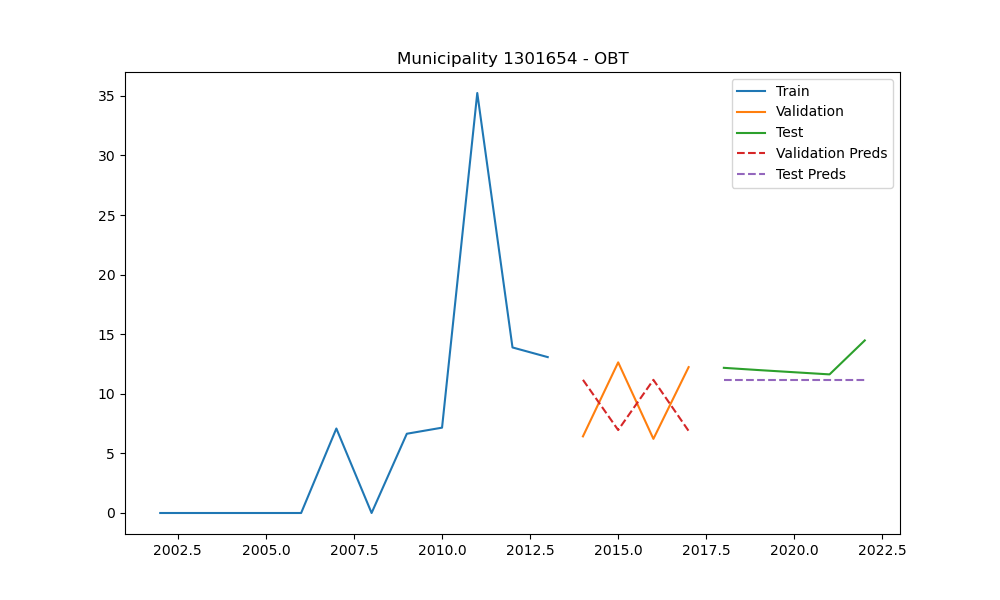 Municipality 1301654 - OBT
Train
Validation
Test
Validation Preds
Test Preds
35
30
25
20
15
10
5
0
2002.5 2005.0 2007.5 2010.0 2012.5 2015.0 2017.5 2020.0 2022.5